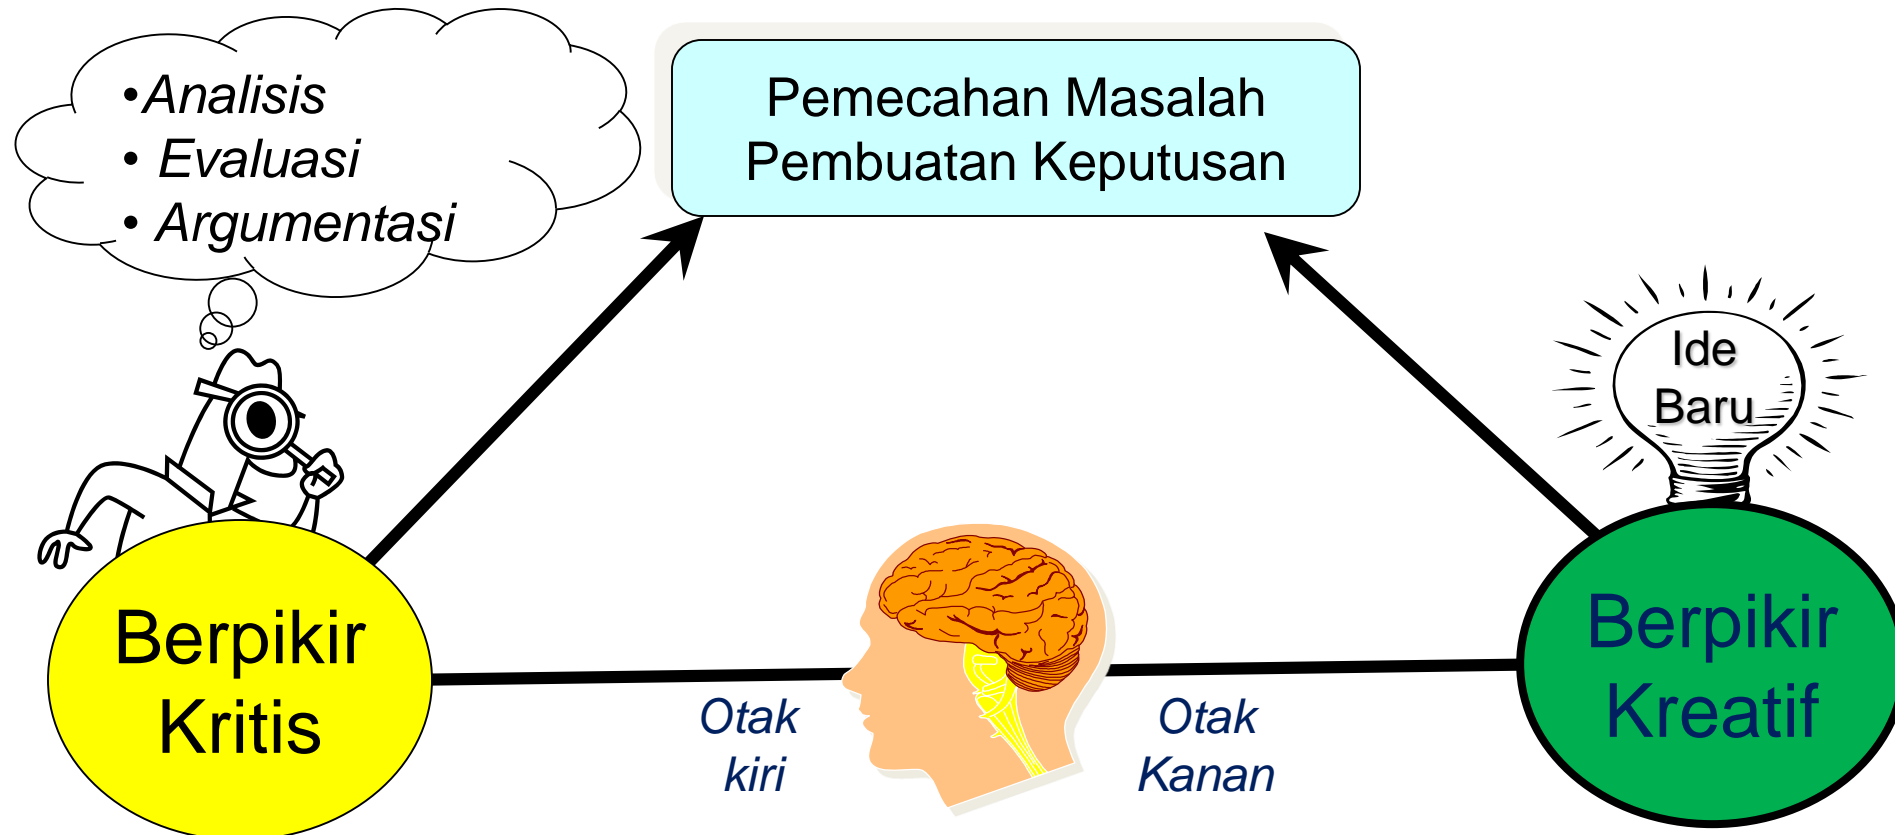 •Analisis
• Evaluasi
• Argumentasi
Pemecahan Masalah
Pembuatan Keputusan
Ide
Baru
Berpikir
Kritis
Otak
kiri
Otak
Kanan
Berpikir
Kreatif